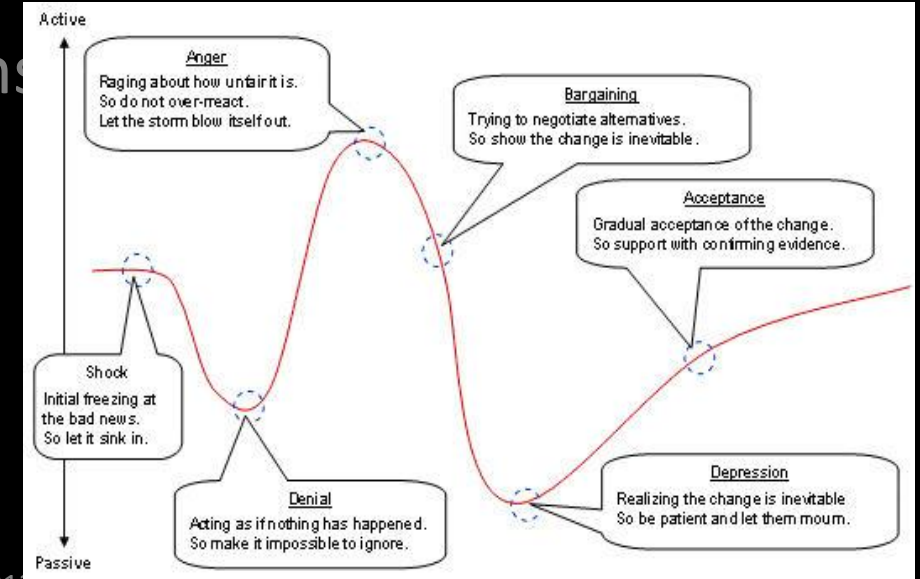 Active
ns
Anger
Raging about how unfair it is.
So do not over-react.
Let the storm blow itself out.
Bargaining
Trying to negotiate alternatives.
So show the change is inevitable.
Acceptance
Gradual acceptance of the change.
So support with confirming evidence.
Shock
Initial freezing at
the bad news.
So let it sink in.
Denial
Acting as if nothing has happened.
So make it impossible to ignore.
Depression
Realizing the change is inevitable
So be patient and let them mourn.
Passive